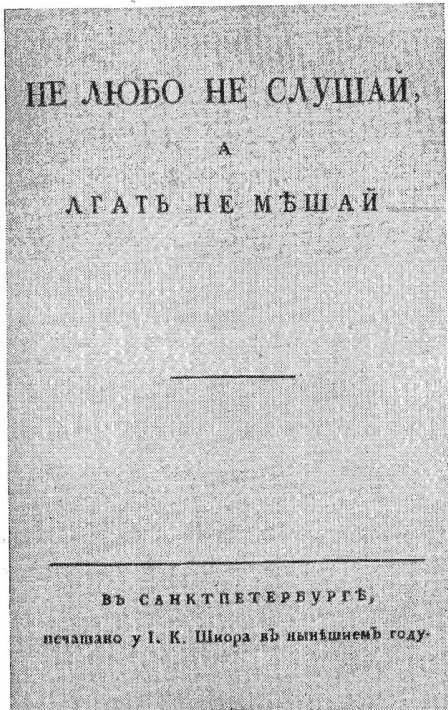 НЕ ЛЮБО НЕ СЛУШАЙ,
А
ЛГАТЬ НЕ МѢШАЙ
ВЪ САНКТПЕТЕРБУРГѢ,
печатано у І. К. Шнора въ нынѣшнемъ году.